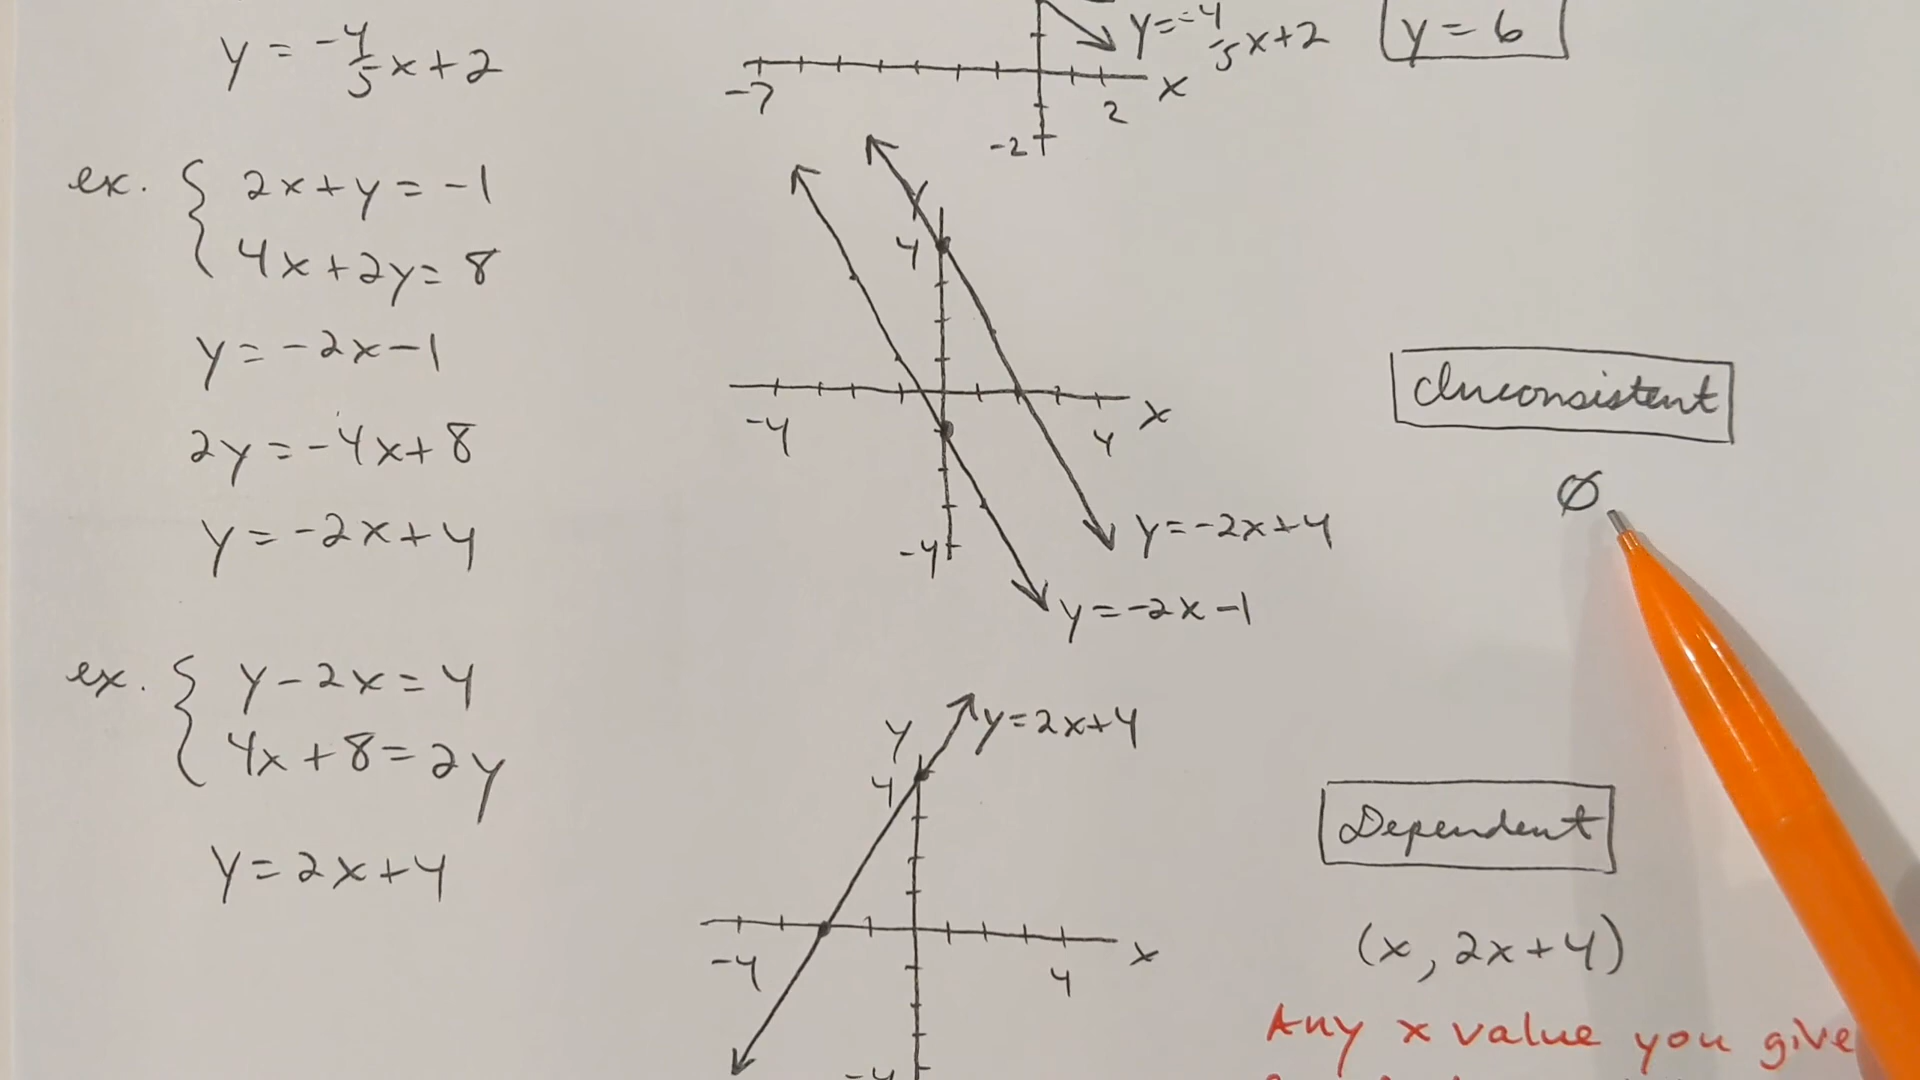 y = -4/5 x + 2
y = -4/5 x + 2
y = 6
-7
x
2
-2
ex. { 2x + y = -1
4x + 2y = 8
y = -2x - 1
2y = -4x + 8
y = -2x + 4
y
4
-4
4
x
-4
y = -2x + 4
y = -2x - 1
Inconsistent
∅
ex. { y - 2x = 4
4x + 8 = 2y
y = 2x + 4
y
y = 2x + 4
4
-4
4
x
-4
Dependent
(x, 2x + 4)
Any x value you give